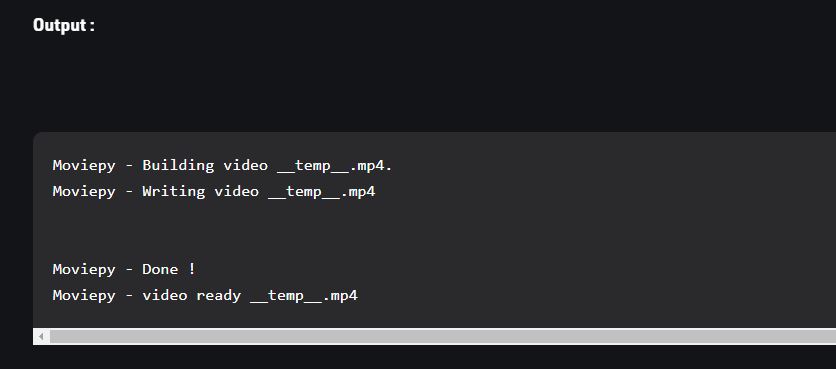 Output :
Moviepy - Building video __temp__.mp4.
Moviepy - Writing video __temp__.mp4
Moviepy - Done !
Moviepy - video ready __temp__.mp4